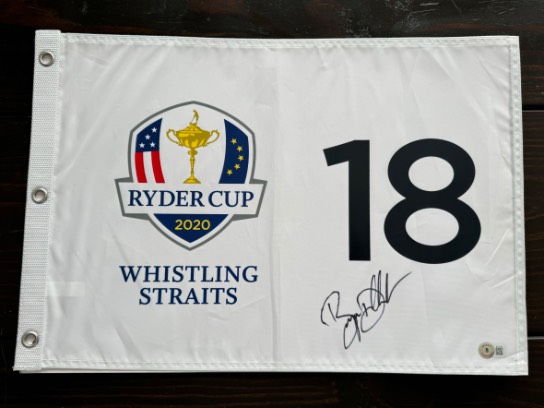 RYDER CUP
2020
WHISTLING
STRAITS
18